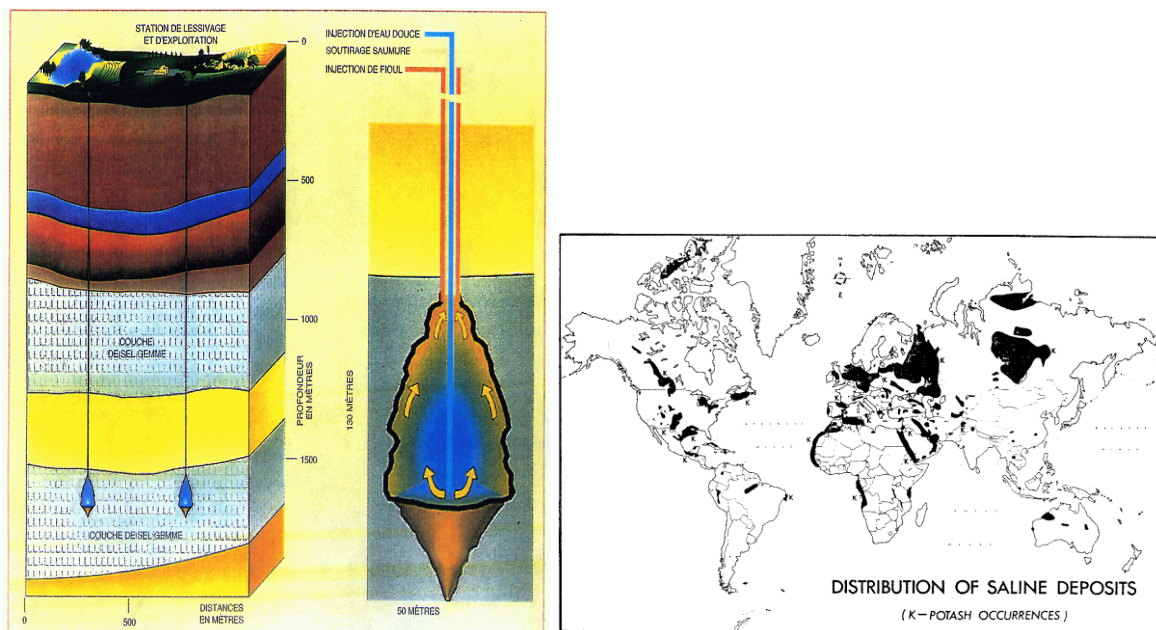 STATION DE LESSIVAGE
ET D'EXPLOITATION
0
500
1000
1500
PROFONDEUR
EN MÈTRES
COUCHE
DE SEL GEMME
COUCHE DE SEL GEMME
0
500
DISTANCES
EN MÈTRES
INJECTION D'EAU DOUCE
SOUTIRAGE SAUMURE
INJECTION DE FIOUL
130 MÈTRES
50 MÈTRES
K
K
K
K
K
K
K
K
K
K
K
DISTRIBUTION OF SALINE DEPOSITS
(K—POTASH OCCURRENCES)